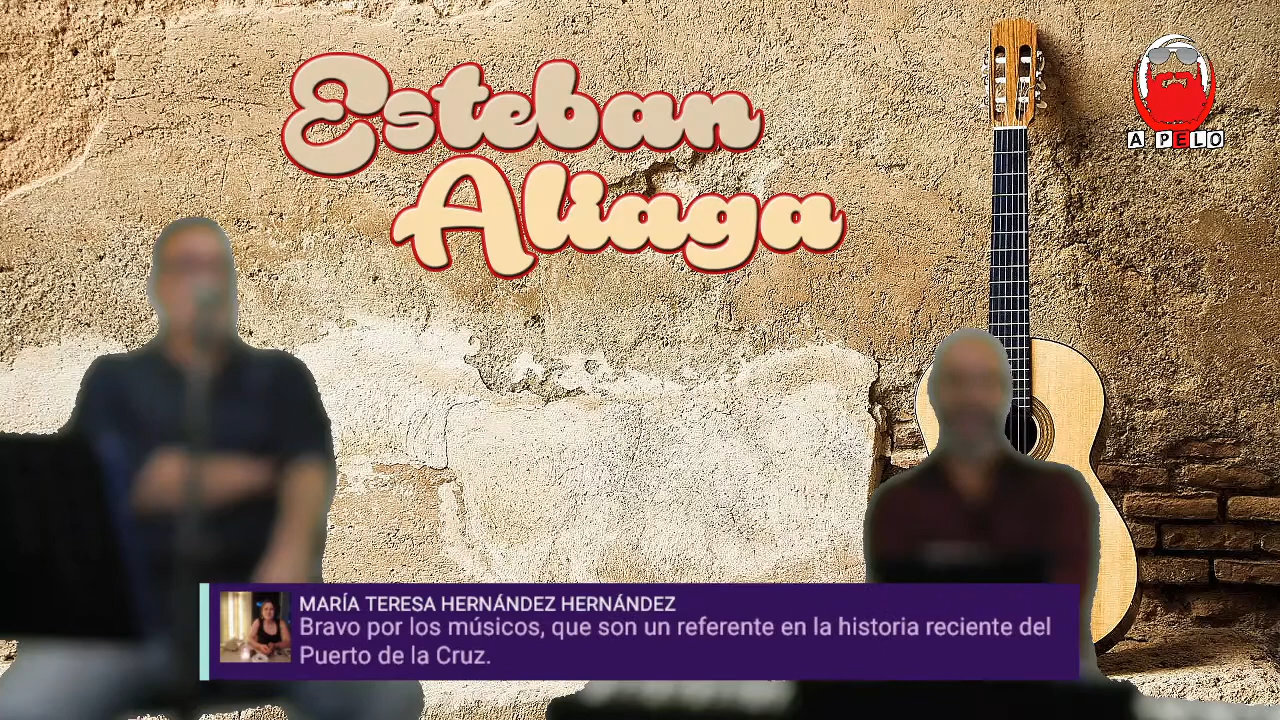 Esteban
Aliaga
A PELO
MARÍA TERESA HERNÁNDEZ HERNÁNDEZ
Bravo por los músicos, que son un referente en la historia reciente del
Puerto de la Cruz.